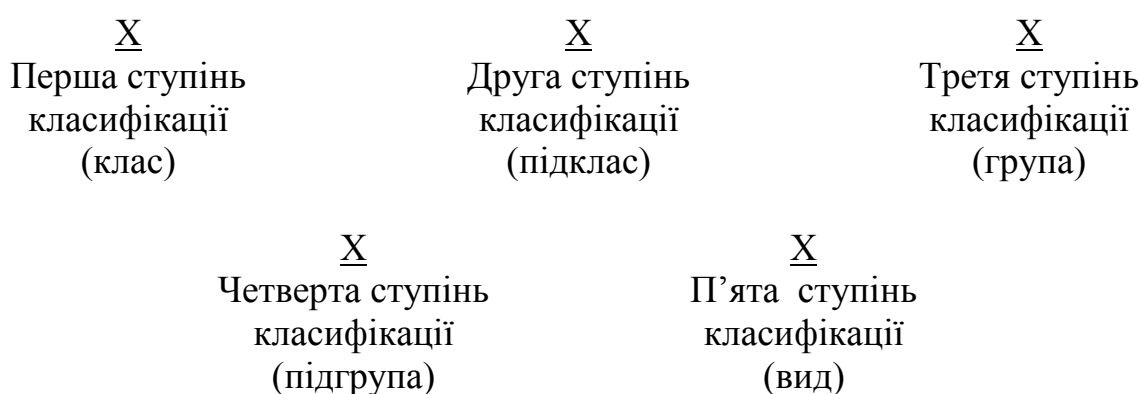 X
Перша ступінь
класифікації
(клас)
X
Друга ступінь
класифікації
(підклас)
X
Третя ступінь
класифікації
(група)
X
Четверта ступінь
класифікації
(підгрупа)
X
П’ята ступінь
класифікації
(вид)